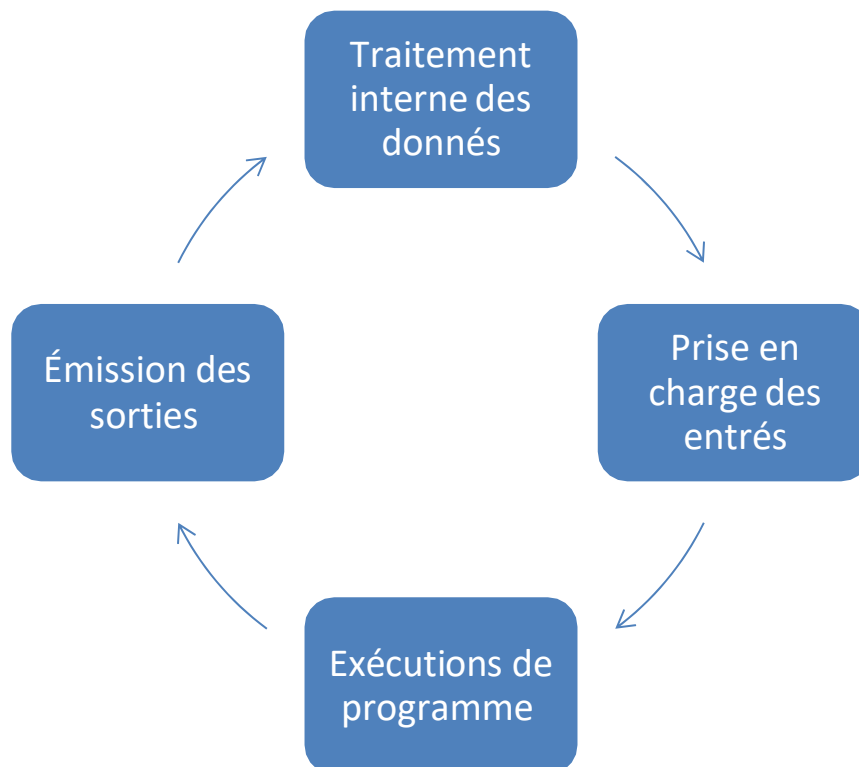 Traitement
interne des
donnés
Prise en
charge des
entrés
Exécutions de
programme
Émission des
sorties